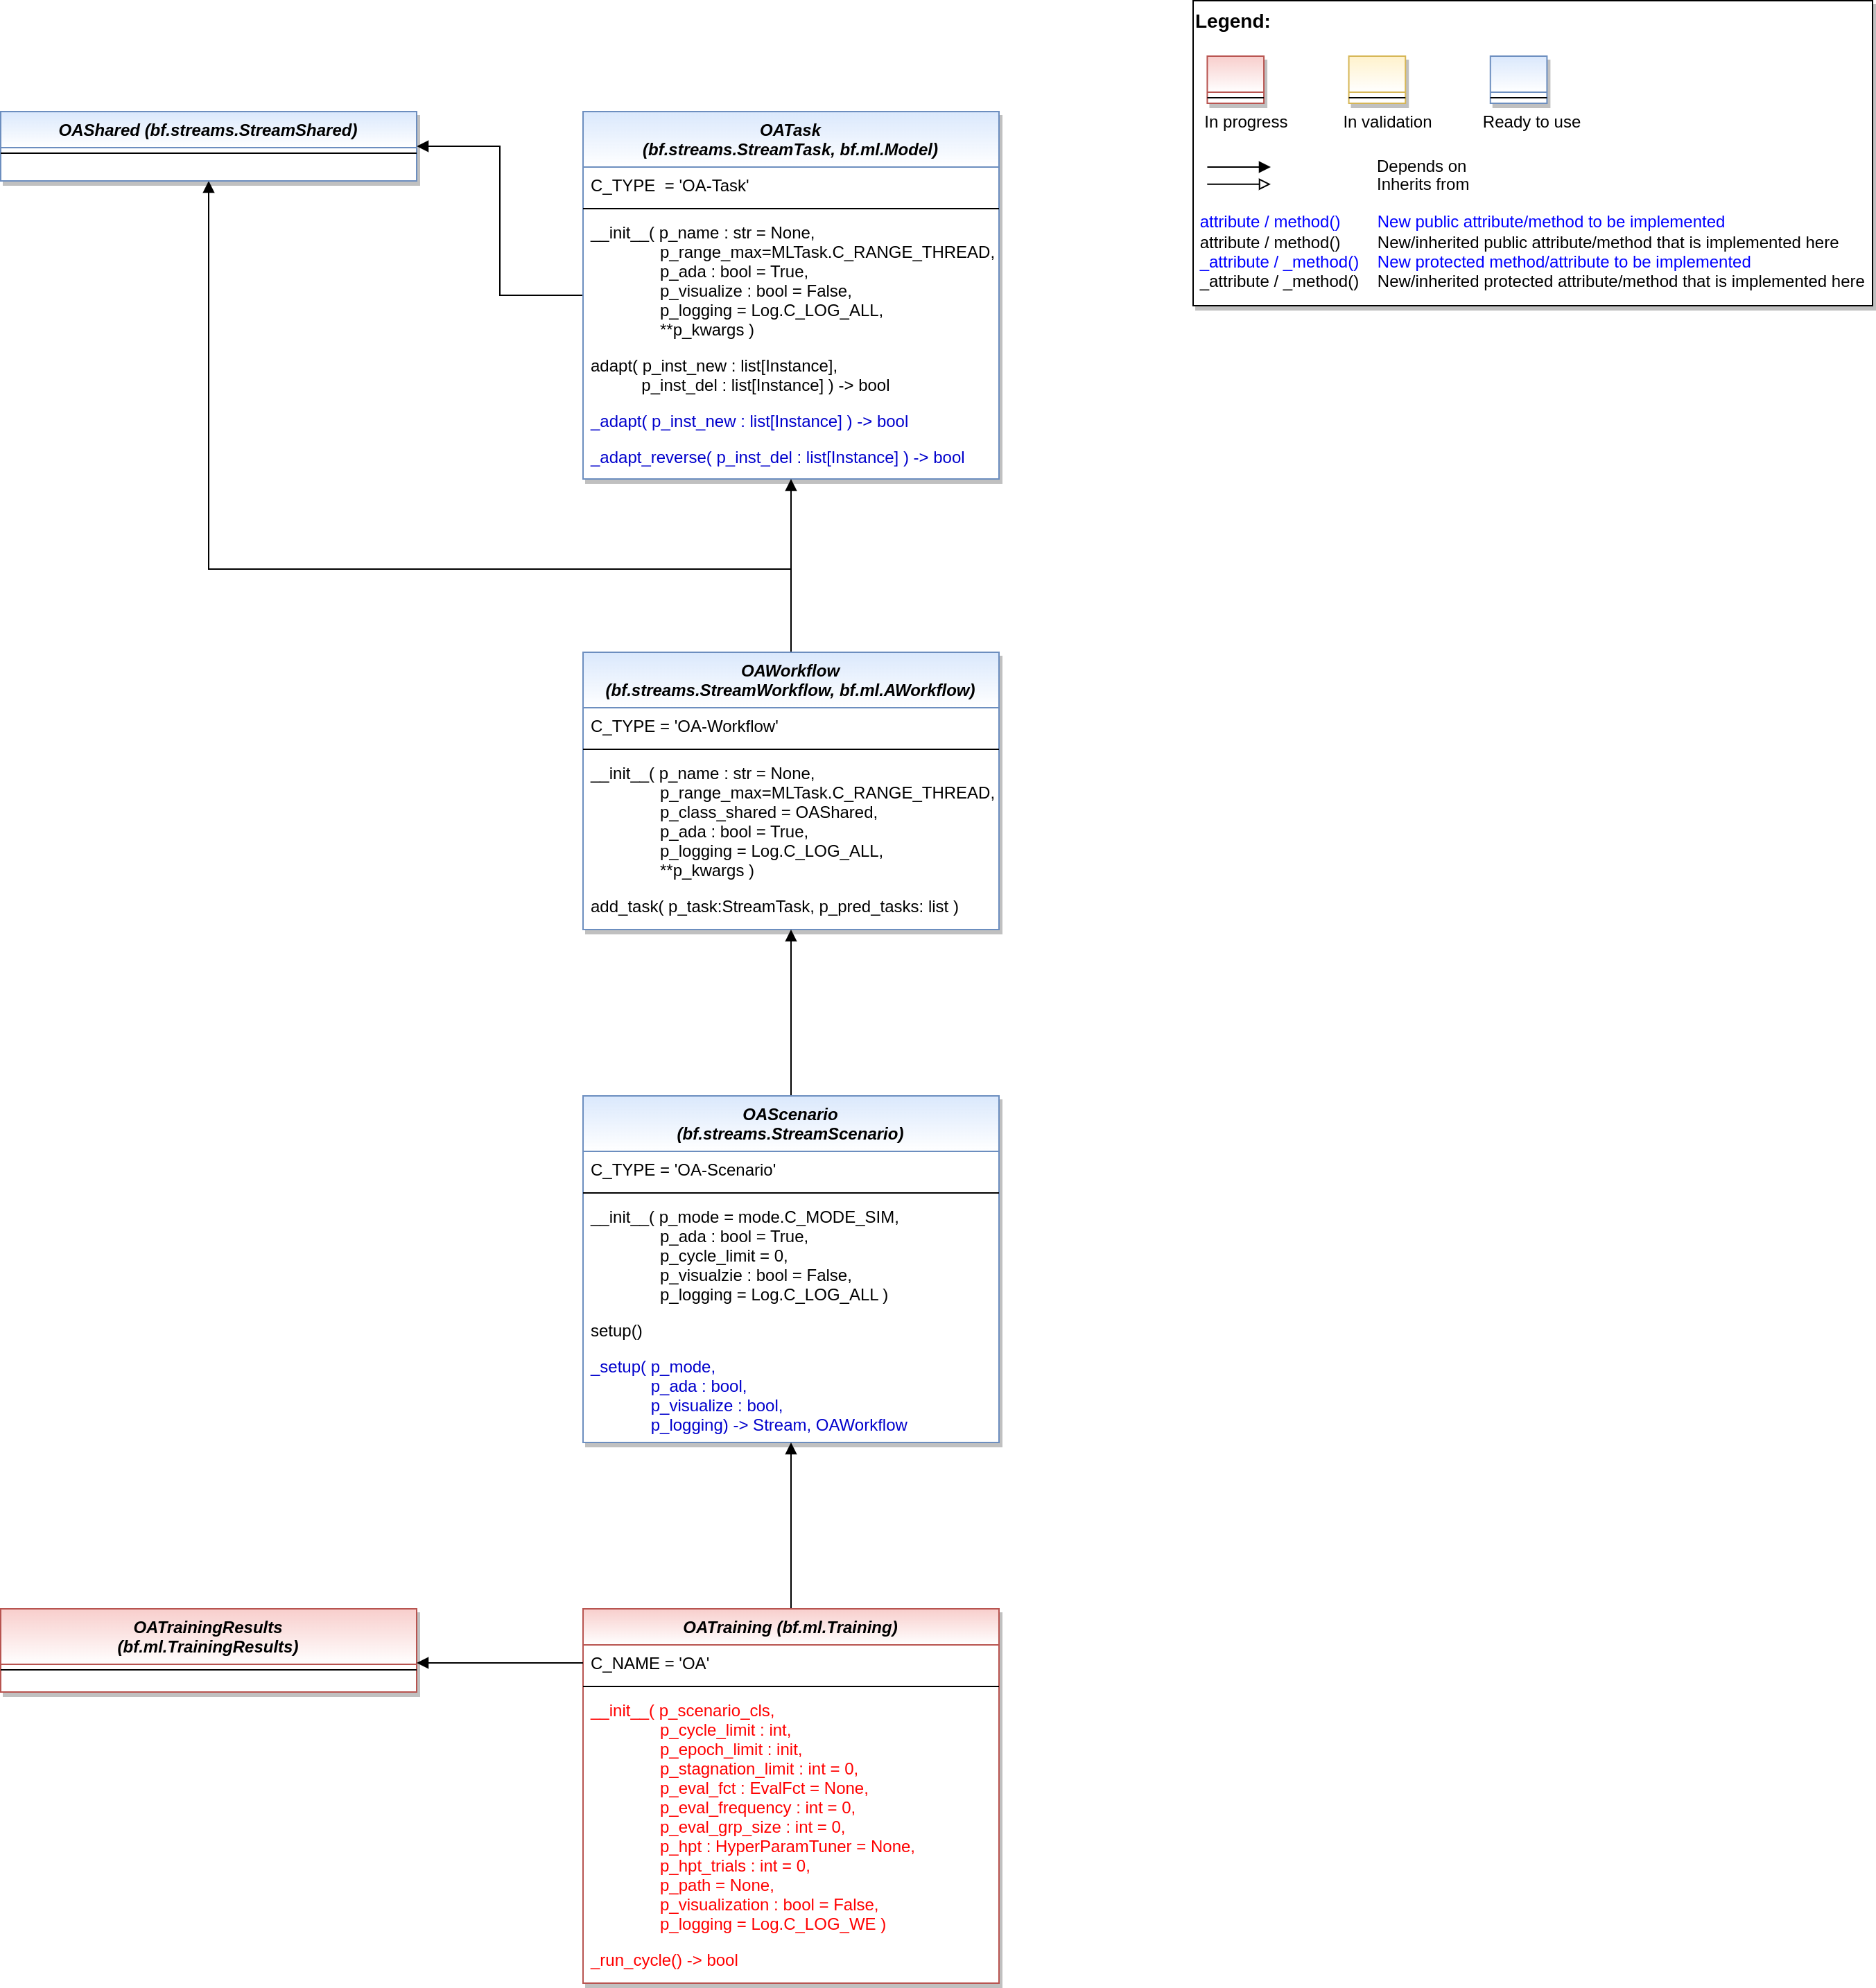 Legend:
In progress
In validation
Ready to use
Depends on
Inherits from
attribute / method() New public attribute/method to be implemented
attribute / method() New/inherited public attribute/method that is implemented here
_attribute / _method() New protected method/attribute to be implemented
_attribute / _method() New/inherited protected attribute/method that is implemented here
OAShared (bf.streams.StreamShared)
OATask
(bf.streams.StreamTask, bf.ml.Model)
C_TYPE = 'OA-Task'
__init__( p_name : str = None,
p_range_max=MLTask.C_RANGE_THREAD,
p_ada : bool = True,
p_visualize : bool = False,
p_logging = Log.C_LOG_ALL,
**p_kwargs )
adapt( p_inst_new : list[Instance],
p_inst_del : list[Instance] ) -> bool
_adapt( p_inst_new : list[Instance] ) -> bool
_adapt_reverse( p_inst_del : list[Instance] ) -> bool
OAWorkflow
(bf.streams.StreamWorkflow, bf.ml.AWorkflow)
C_TYPE = 'OA-Workflow'
__init__( p_name : str = None,
p_range_max=MLTask.C_RANGE_THREAD,
p_class_shared = OAShared,
p_ada : bool = True,
p_logging = Log.C_LOG_ALL,
**p_kwargs )
add_task( p_task:StreamTask, p_pred_tasks: list )
OAScenario
(bf.streams.StreamScenario)
C_TYPE = 'OA-Scenario'
__init__( p_mode = mode.C_MODE_SIM,
p_ada : bool = True,
p_cycle_limit = 0,
p_visualzie : bool = False,
p_logging = Log.C_LOG_ALL )
setup()
_setup( p_mode,
p_ada : bool,
p_visualize : bool,
p_logging) -> Stream, OAWorkflow
OATrainingResults
(bf.ml.TrainingResults)
OATraining (bf.ml.Training)
C_NAME = 'OA'
__init__( p_scenario_cls,
p_cycle_limit : int,
p_epoch_limit : init,
p_stagnation_limit : int = 0,
p_eval_fct : EvalFct = None,
p_eval_frequency : int = 0,
p_eval_grp_size : int = 0,
p_hpt : HyperParamTuner = None,
p_hpt_trials : int = 0,
p_path = None,
p_visualization : bool = False,
p_logging = Log.C_LOG_WE )
_run_cycle() -> bool